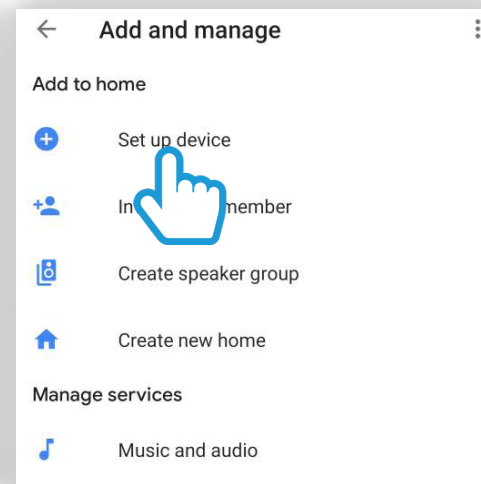 Add and manage
Add to home
Set up device
member
Create speaker group
Create new home
Manage services
Music and audio